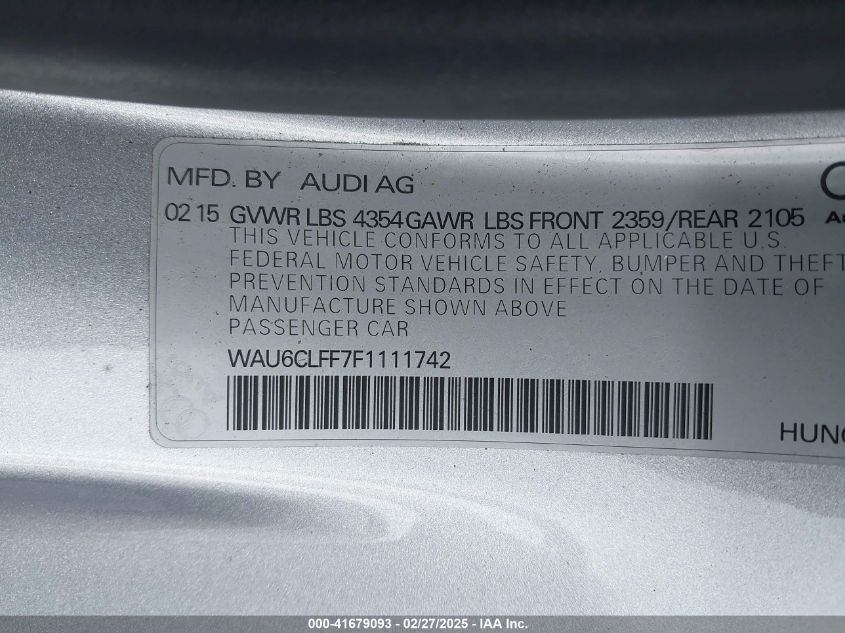 MFD. BY AUDI AG
02 15 GVWR LBS 4354 GAWR LBS FRONT 2359/REAR 2105
THIS VEHICLE CONFORMS TO ALL APPLICABLE U.S.
FEDERAL MOTOR VEHICLE SAFETY, BUMPER AND THEFT
PREVENTION STANDARDS IN EFFECT ON THE DATE OF
MANUFACTURE SHOWN ABOVE
PASSENGER CAR
WAU6CLFF7F1111742
000-41679093 - 02/27/2025 - IAA Inc.